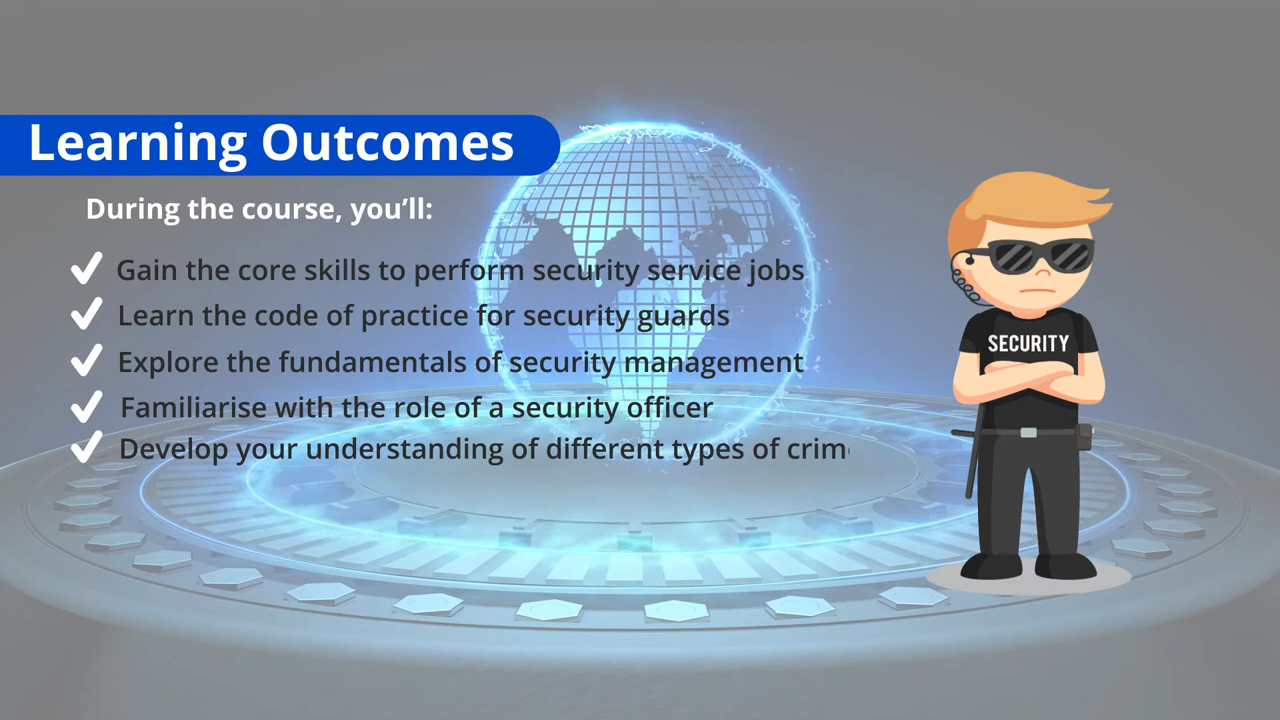 Learning Outcomes
During the course, you’ll:
Gain the core skills to perform security service jobs
Learn the code of practice for security guards
Explore the fundamentals of security management
Familiarise with the role of a security officer
Develop your understanding of different types of crim
SECURITY